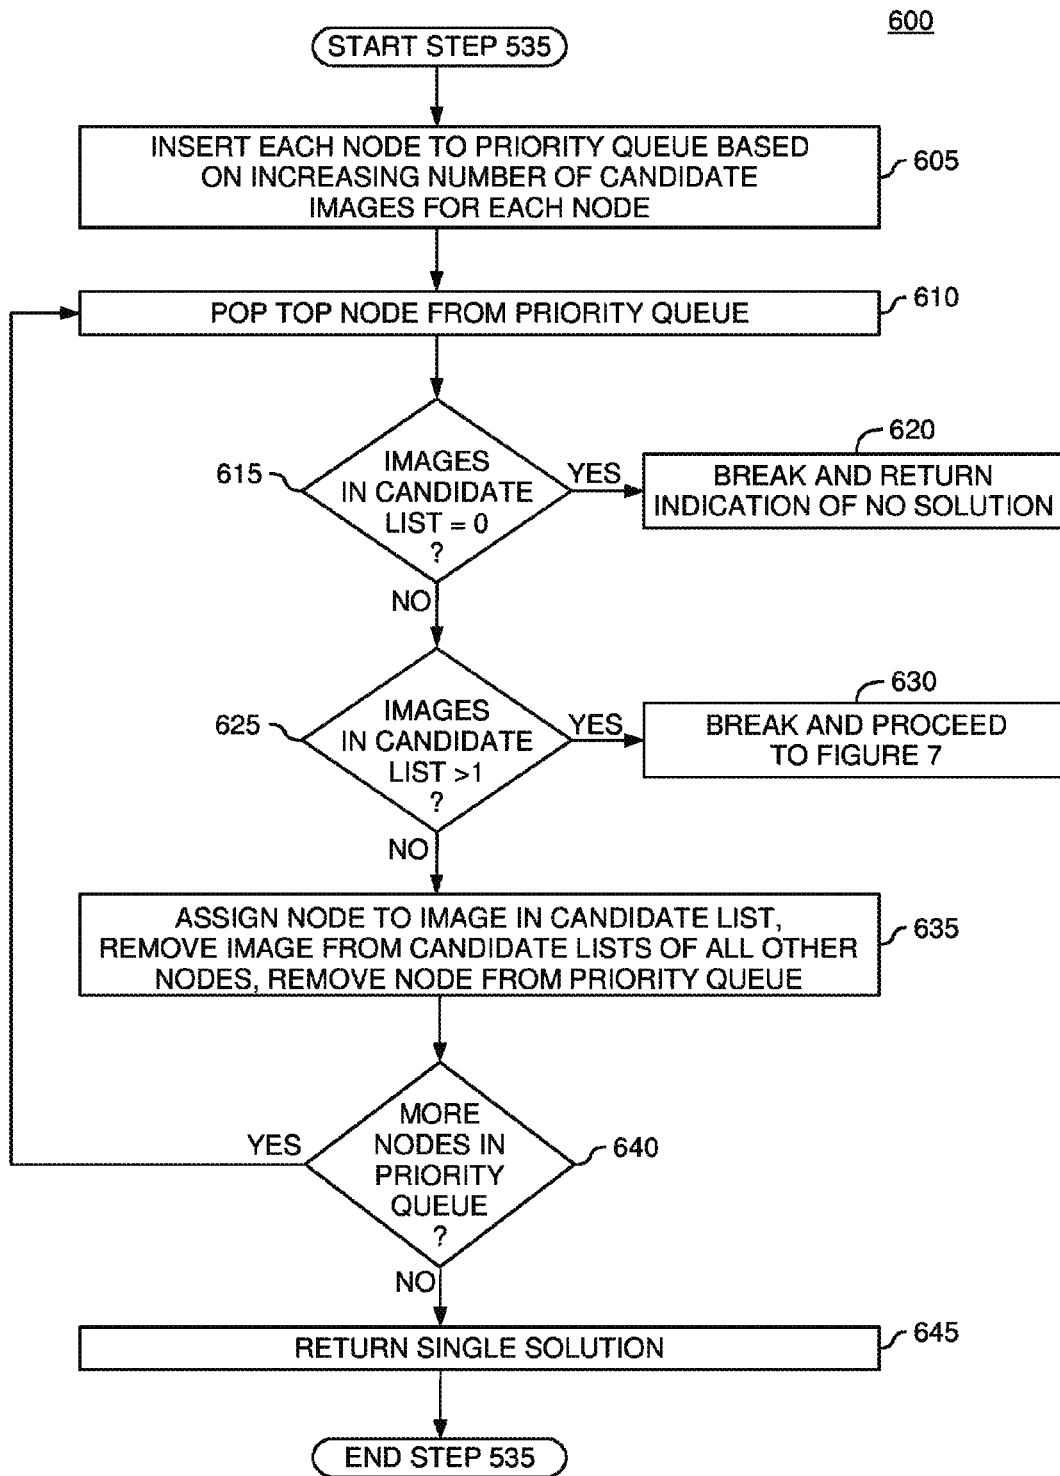 600
START STEP 535
INSERT EACH NODE TO PRIORITY QUEUE BASED
ON INCREASING NUMBER OF CANDIDATE
IMAGES FOR EACH NODE
605
POP TOP NODE FROM PRIORITY QUEUE
610
615
IMAGES
IN CANDIDATE
LIST = 0
?
YES
620
BREAK AND RETURN
INDICATION OF NO SOLUTION
NO
625
IMAGES
IN CANDIDATE
LIST >1
?
YES
630
BREAK AND PROCEED
TO FIGURE 7
NO
ASSIGN NODE TO IMAGE IN CANDIDATE LIST,
REMOVE IMAGE FROM CANDIDATE LISTS OF ALL OTHER
NODES, REMOVE NODE FROM PRIORITY QUEUE
635
YES
MORE
NODES IN
PRIORITY
QUEUE
?
640
NO
RETURN SINGLE SOLUTION
645
END STEP 535